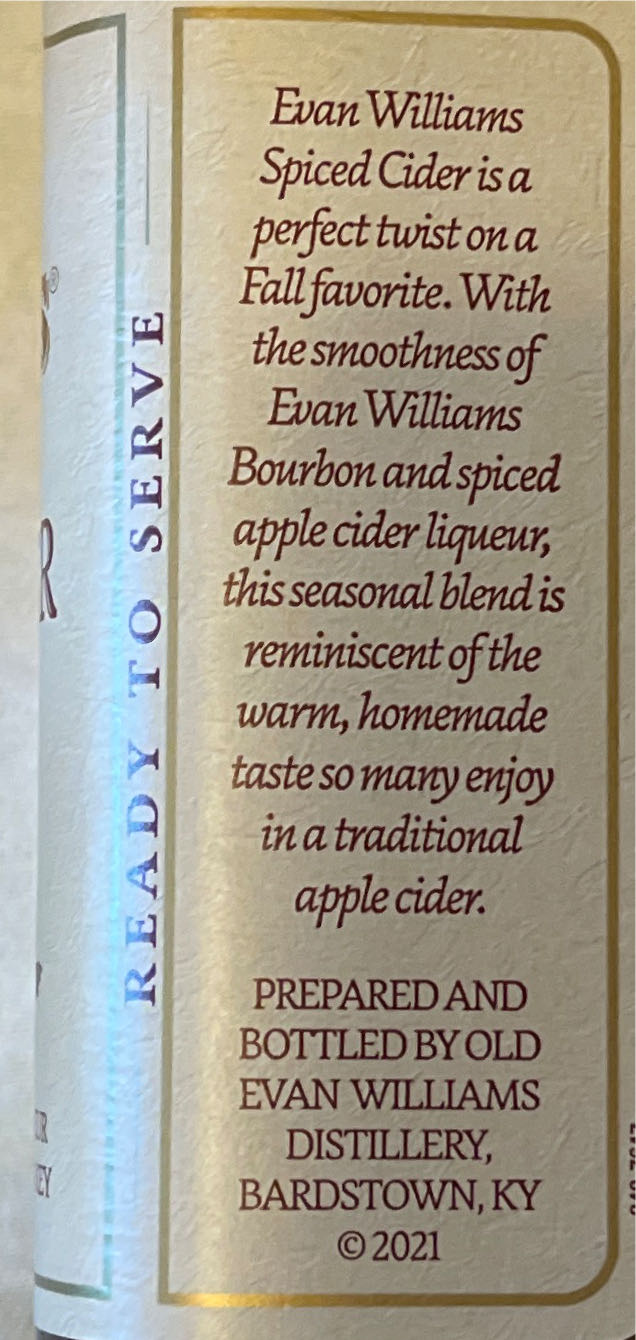 READY TO SERVE
Evan Williams
Spiced Cider is a
perfect twist on a
Fall favorite. With
the smoothness of
Evan Williams
Bourbon and spiced
apple cider liqueur,
this seasonal blend is
reminiscent of the
warm, homemade
taste so many enjoy
in a traditional
apple cider.
PREPARED AND
BOTTLED BY OLD
EVAN WILLIAMS
DISTILLERY,
BARDSTOWN, KY
© 2021